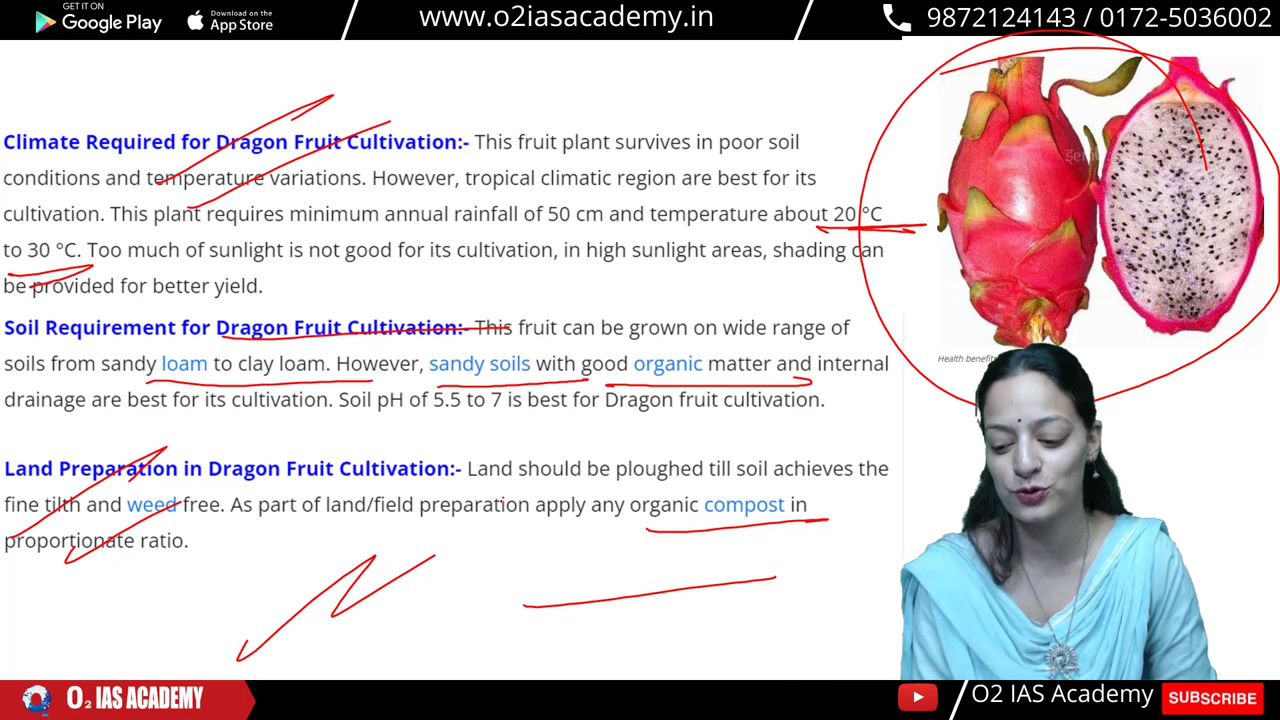 GET IT ON
Google Play
Download on the
App Store
www.o2iasacademy.in
9872124143 / 0172-5036002
Climate Required for Dragon Fruit Cultivation:- This fruit plant survives in poor soil
conditions and temperature variations. However, tropical climatic region are best for its
cultivation. This plant requires minimum annual rainfall of 50 cm and temperature about 20 °C
to 30 °C. Too much of sunlight is not good for its cultivation, in high sunlight areas, shading can
be provided for better yield.
Soil Requirement for Dragon Fruit Cultivation:- This fruit can be grown on wide range of
soils from sandy loam to clay loam. However, sandy soils with good organic matter and internal
drainage are best for its cultivation. Soil pH of 5.5 to 7 is best for Dragon fruit cultivation.
Health benefits
Land Preparation in Dragon Fruit Cultivation:- Land should be ploughed till soil achieves the
fine tilth and weed free. As part of land/field preparation apply any organic compost in
proportionate ratio.
O2 IAS ACADEMY
O2 IAS Academy
SUBSCRIBE